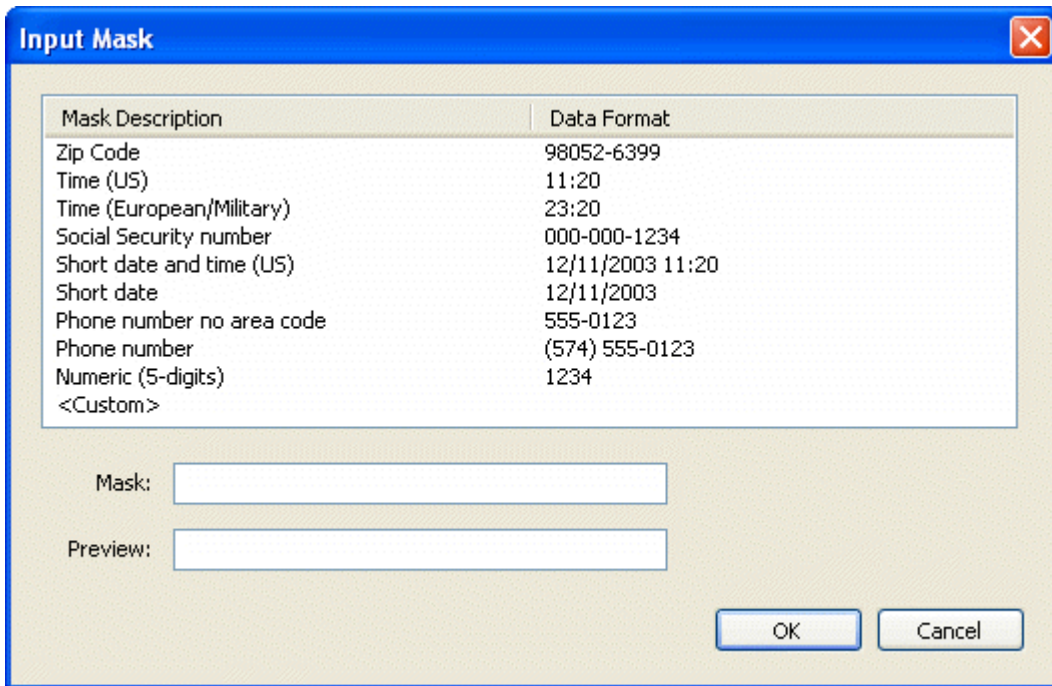 Input Mask
Mask Description Data Format
Zip Code 98052-6399
Time (US) 11:20
Time (European/Military) 23:20
Social Security number 000-000-1234
Short date and time (US) 12/11/2003 11:20
Short date 12/11/2003
Phone number no area code 555-0123
Phone number (574) 555-0123
Numeric (5-digits) 1234
<Custom>
Mask:
Preview:
OK Cancel